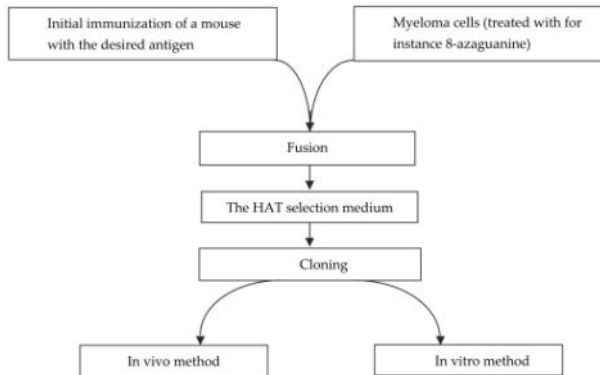 Initial immunization of a mouse
with the desired antigen
Myeloma cells (treated with for
instance 8-azaguanine)
Fusion
The HAT selection medium
Cloning
In vivo method
In vitro method